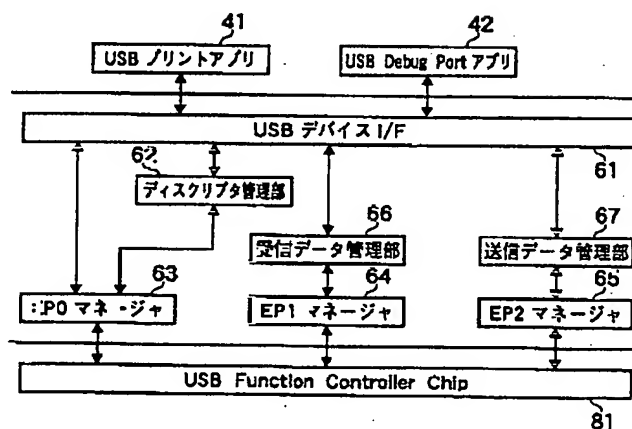 41
42
USB プリントアプリ
USB Debug Port アプリ
USB デバイス I/F
62
61
ディスクリプタ管理部
66
67
受信データ管理部
送信データ管理部
63
64
65
EP0 マネージャ
EP1 マネージャ
EP2 マネージャ
USB Function Controller Chip
81